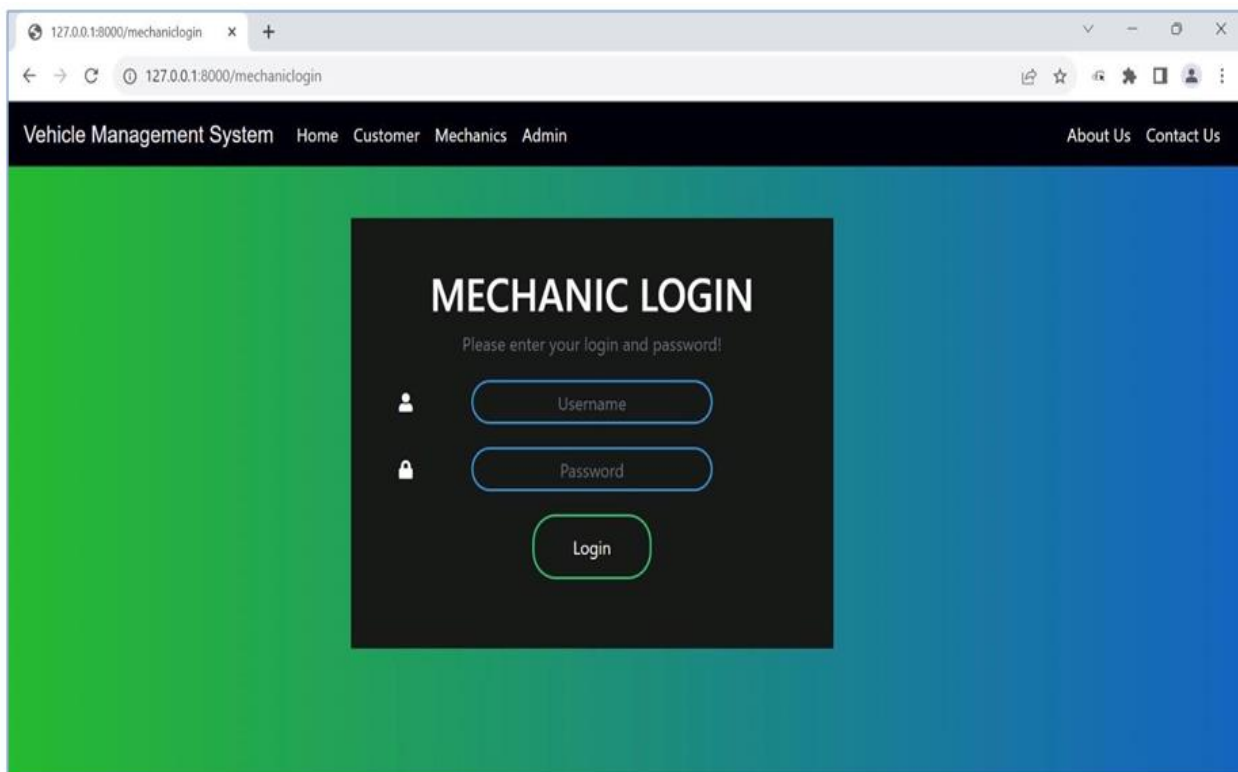 127.0.0.1:8000/mechaniclogin
127.0.0.1:8000/mechaniclogin
Vehicle Management System Home Customer Mechanics Admin About Us Contact Us
MECHANIC LOGIN
Please enter your login and password!
Username
Password
Login